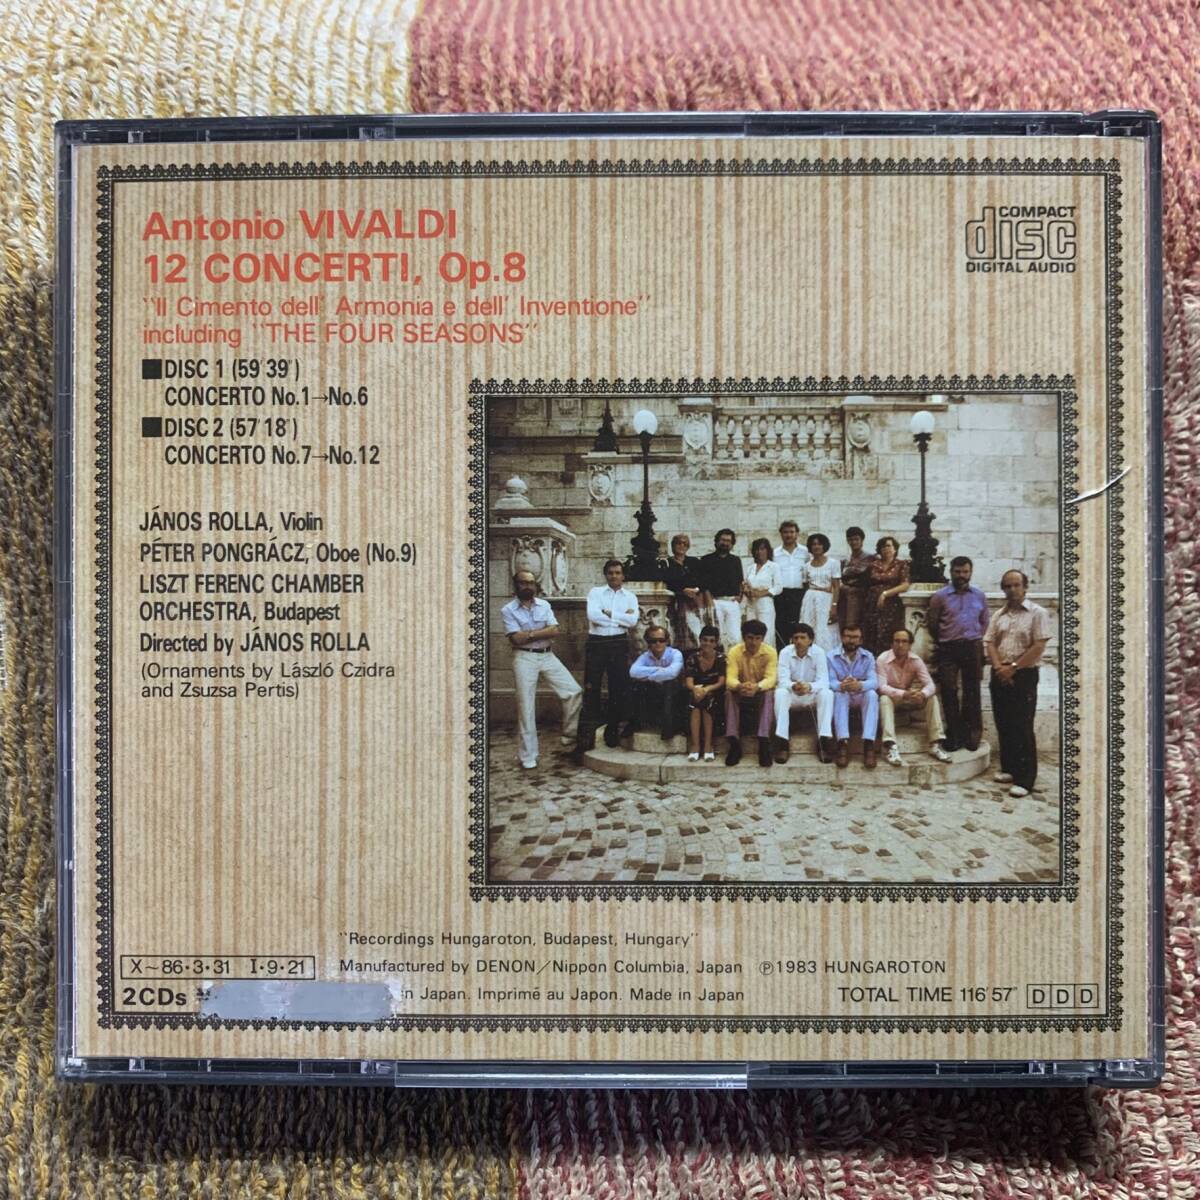 Antonio VIVALDI
12 CONCERTI, Op.8
"Il Cimento dell' Armonia e dell' Inventione"
including "THE FOUR SEASONS"
COMPACT
disc
DIGITAL AUDIO
■DISC 1 (59'39")
CONCERTO No.1→No.6
■DISC 2 (57'18")
CONCERTO No.7→No.12
JÁNOS ROLLA, Violin
PÉTER PONGRÁCZ, Oboe (No.9)
LISZT FERENC CHAMBER
ORCHESTRA, Budapest
Directed by JÁNOS ROLLA
(Ornaments by László Czidra
and Zsuzsa Pertis)
"Recordings Hungaroton, Budapest, Hungary"
X~86·3·31 I·9·21
Manufactured by DENON/Nippon Columbia, Japan ℗1983 HUNGAROTON
2CDs
in Japan. Imprimé au Japon. Made in Japan
TOTAL TIME 116'57" DDD